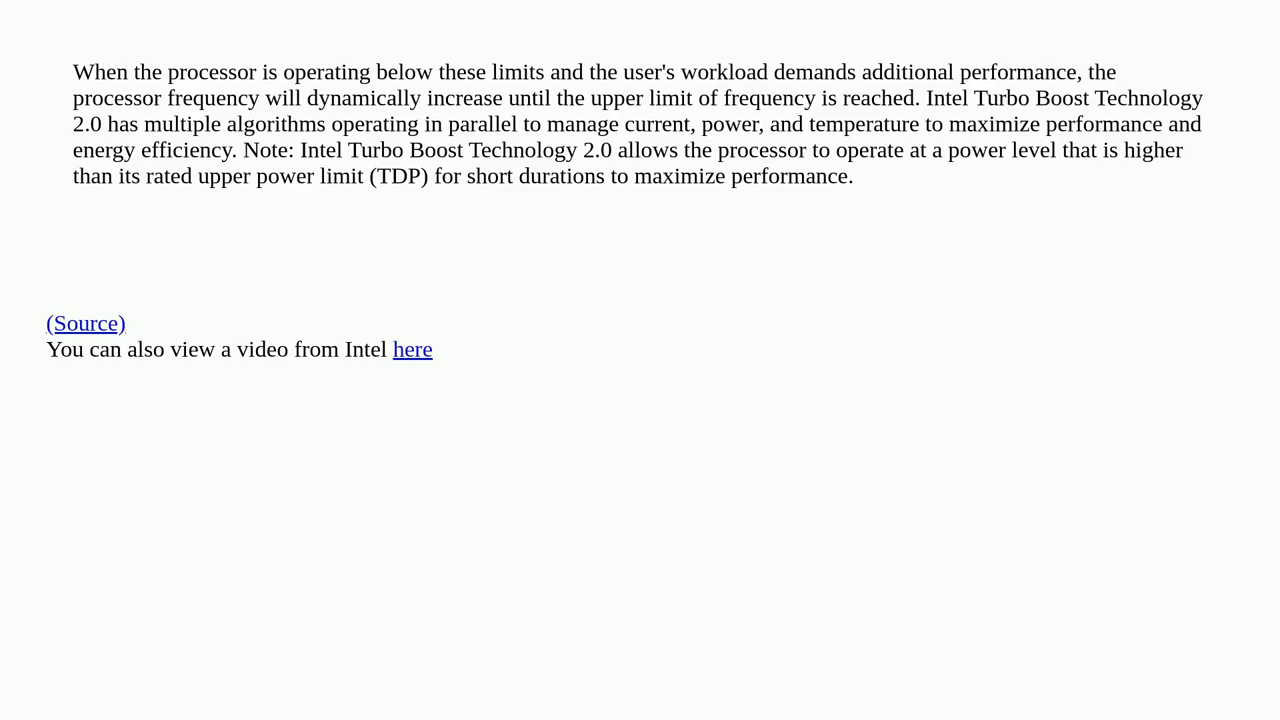 When the processor is operating below these limits and the user's workload demands additional performance, the
processor frequency will dynamically increase until the upper limit of frequency is reached. Intel Turbo Boost Technology
2.0 has multiple algorithms operating in parallel to manage current, power, and temperature to maximize performance and
energy efficiency. Note: Intel Turbo Boost Technology 2.0 allows the processor to operate at a power level that is higher
than its rated upper power limit (TDP) for short durations to maximize performance.
(Source)
You can also view a video from Intel here